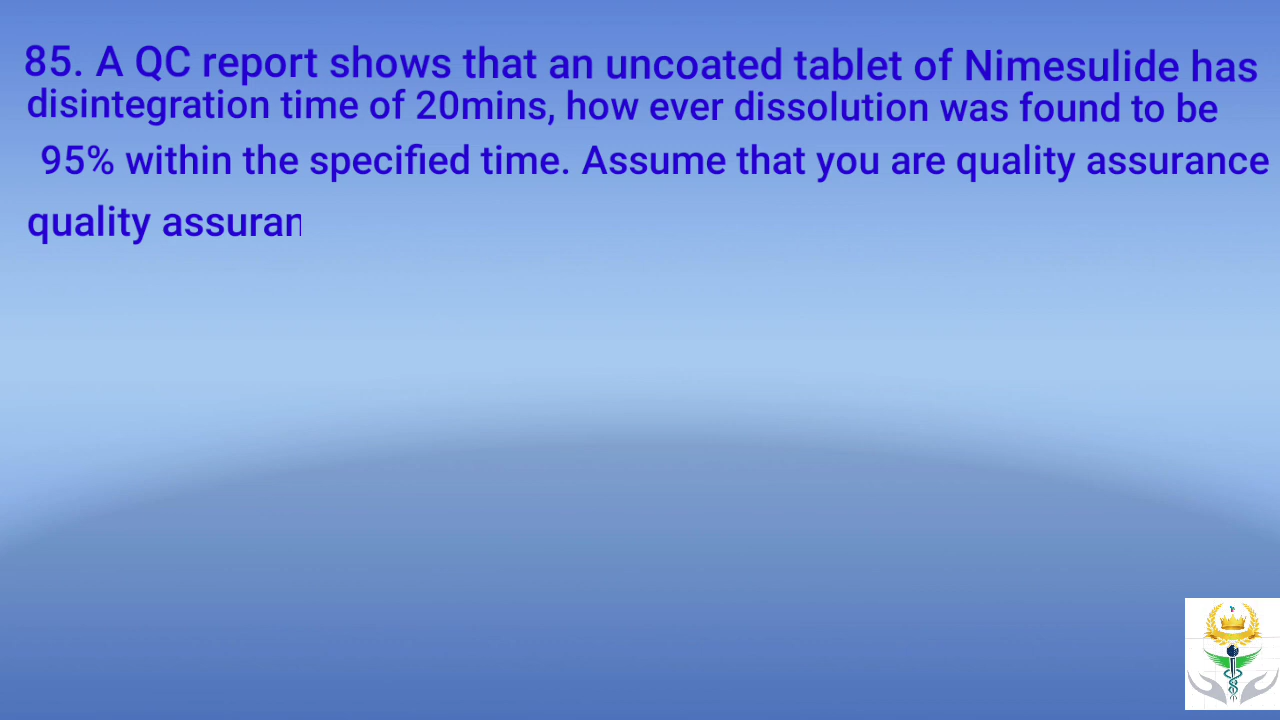 85. A QC report shows that an uncoated tablet of Nimesulide has
disintegration time of 20mins, how ever dissolution was found to be
95% within the specified time. Assume that you are quality assurance
quality assuran